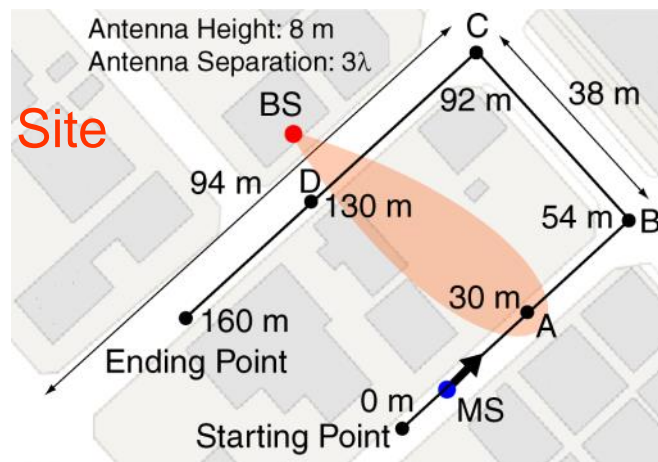 Antenna Height: 8 m
Antenna Separation: 3λ
C
BS
92 m
38 m
Site
94 m
D
130 m
54 m
B
30 m
A
160 m
Ending Point
0 m
MS
Starting Point